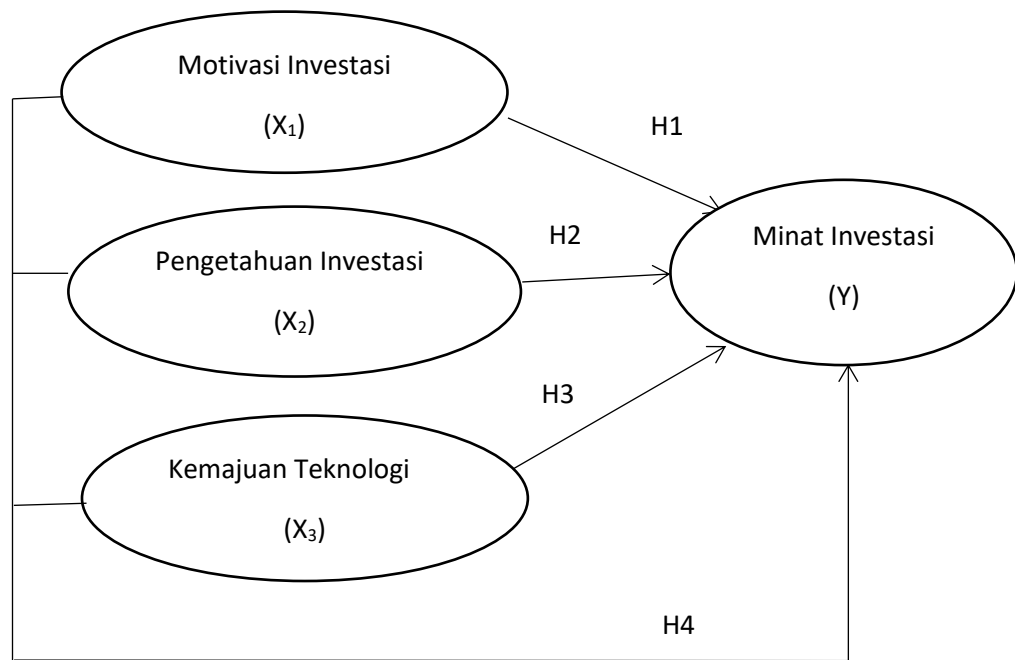 Motivasi Investasi
(X₁)
H1
Pengetahuan Investasi
(X₂)
H2
Minat Investasi
(Y)
Kemajuan Teknologi
(X₃)
H3
H4